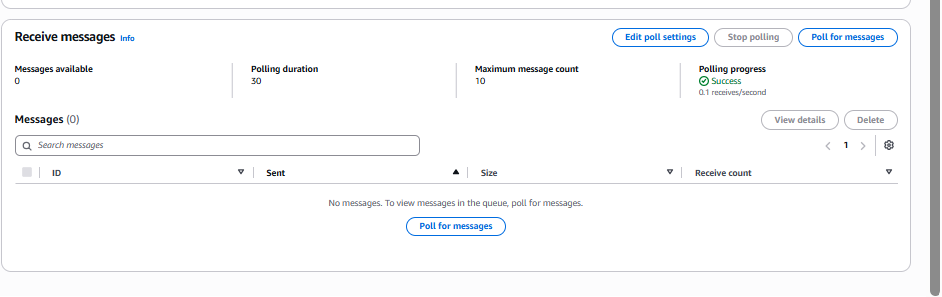 Receive messages Info
Edit poll settings Stop polling Poll for messages
Messages available Polling duration Maximum message count Polling progress
0 30 10 Success
0.1 receives/second
Messages (0)
View details Delete
Search messages
1
ID Sent Size Receive count
No messages. To view messages in the queue, poll for messages.
Poll for messages